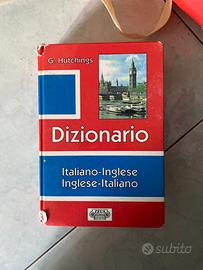 G. Hutchings
Dizionario
Italiano-Inglese
Inglese-Italiano
subito